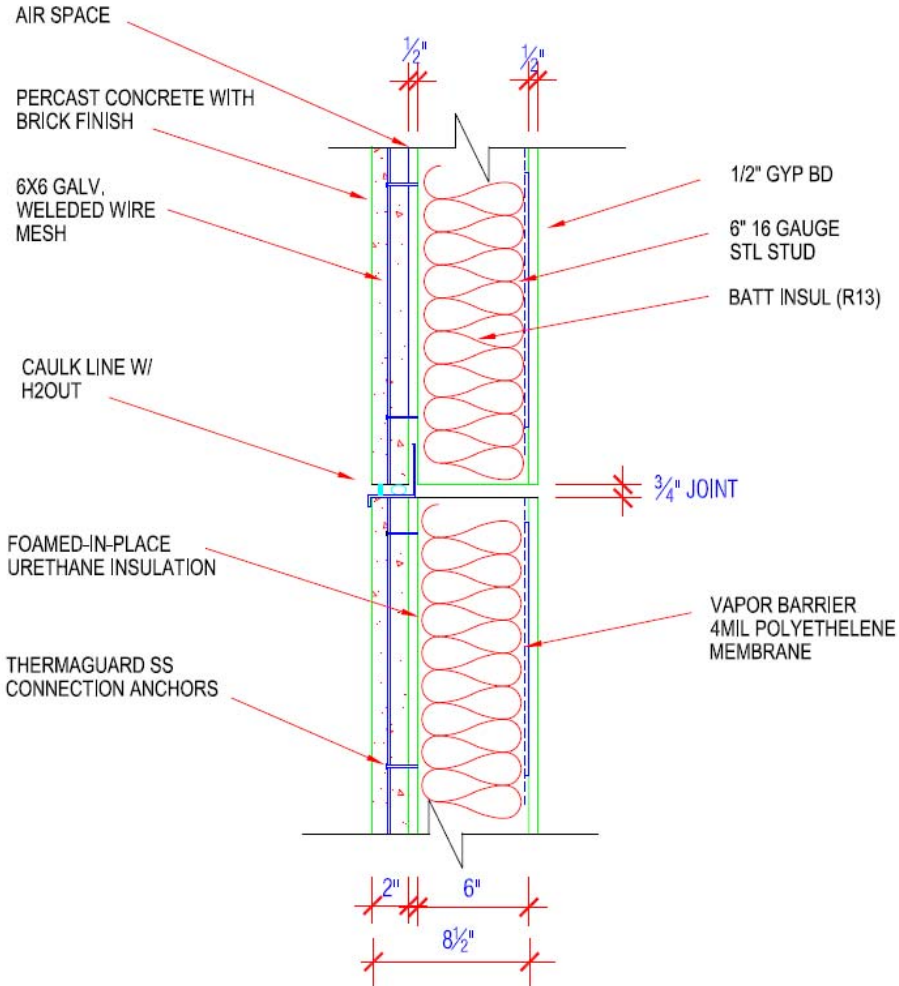 AIR SPACE
½"
½"
PERCAST CONCRETE WITH
BRICK FINISH
1/2" GYP BD
6X6 GALV,
WELEDED WIRE
MESH
6" 16 GAUGE
STL STUD
BATT INSUL (R13)
CAULK LINE W/
H2OUT
¾" JOINT
FOAMED-IN-PLACE
URETHANE INSULATION
VAPOR BARRIER
4MIL POLYETHELENE
MEMBRANE
THERMAGUARD SS
CONNECTION ANCHORS
2"
6"
8½"